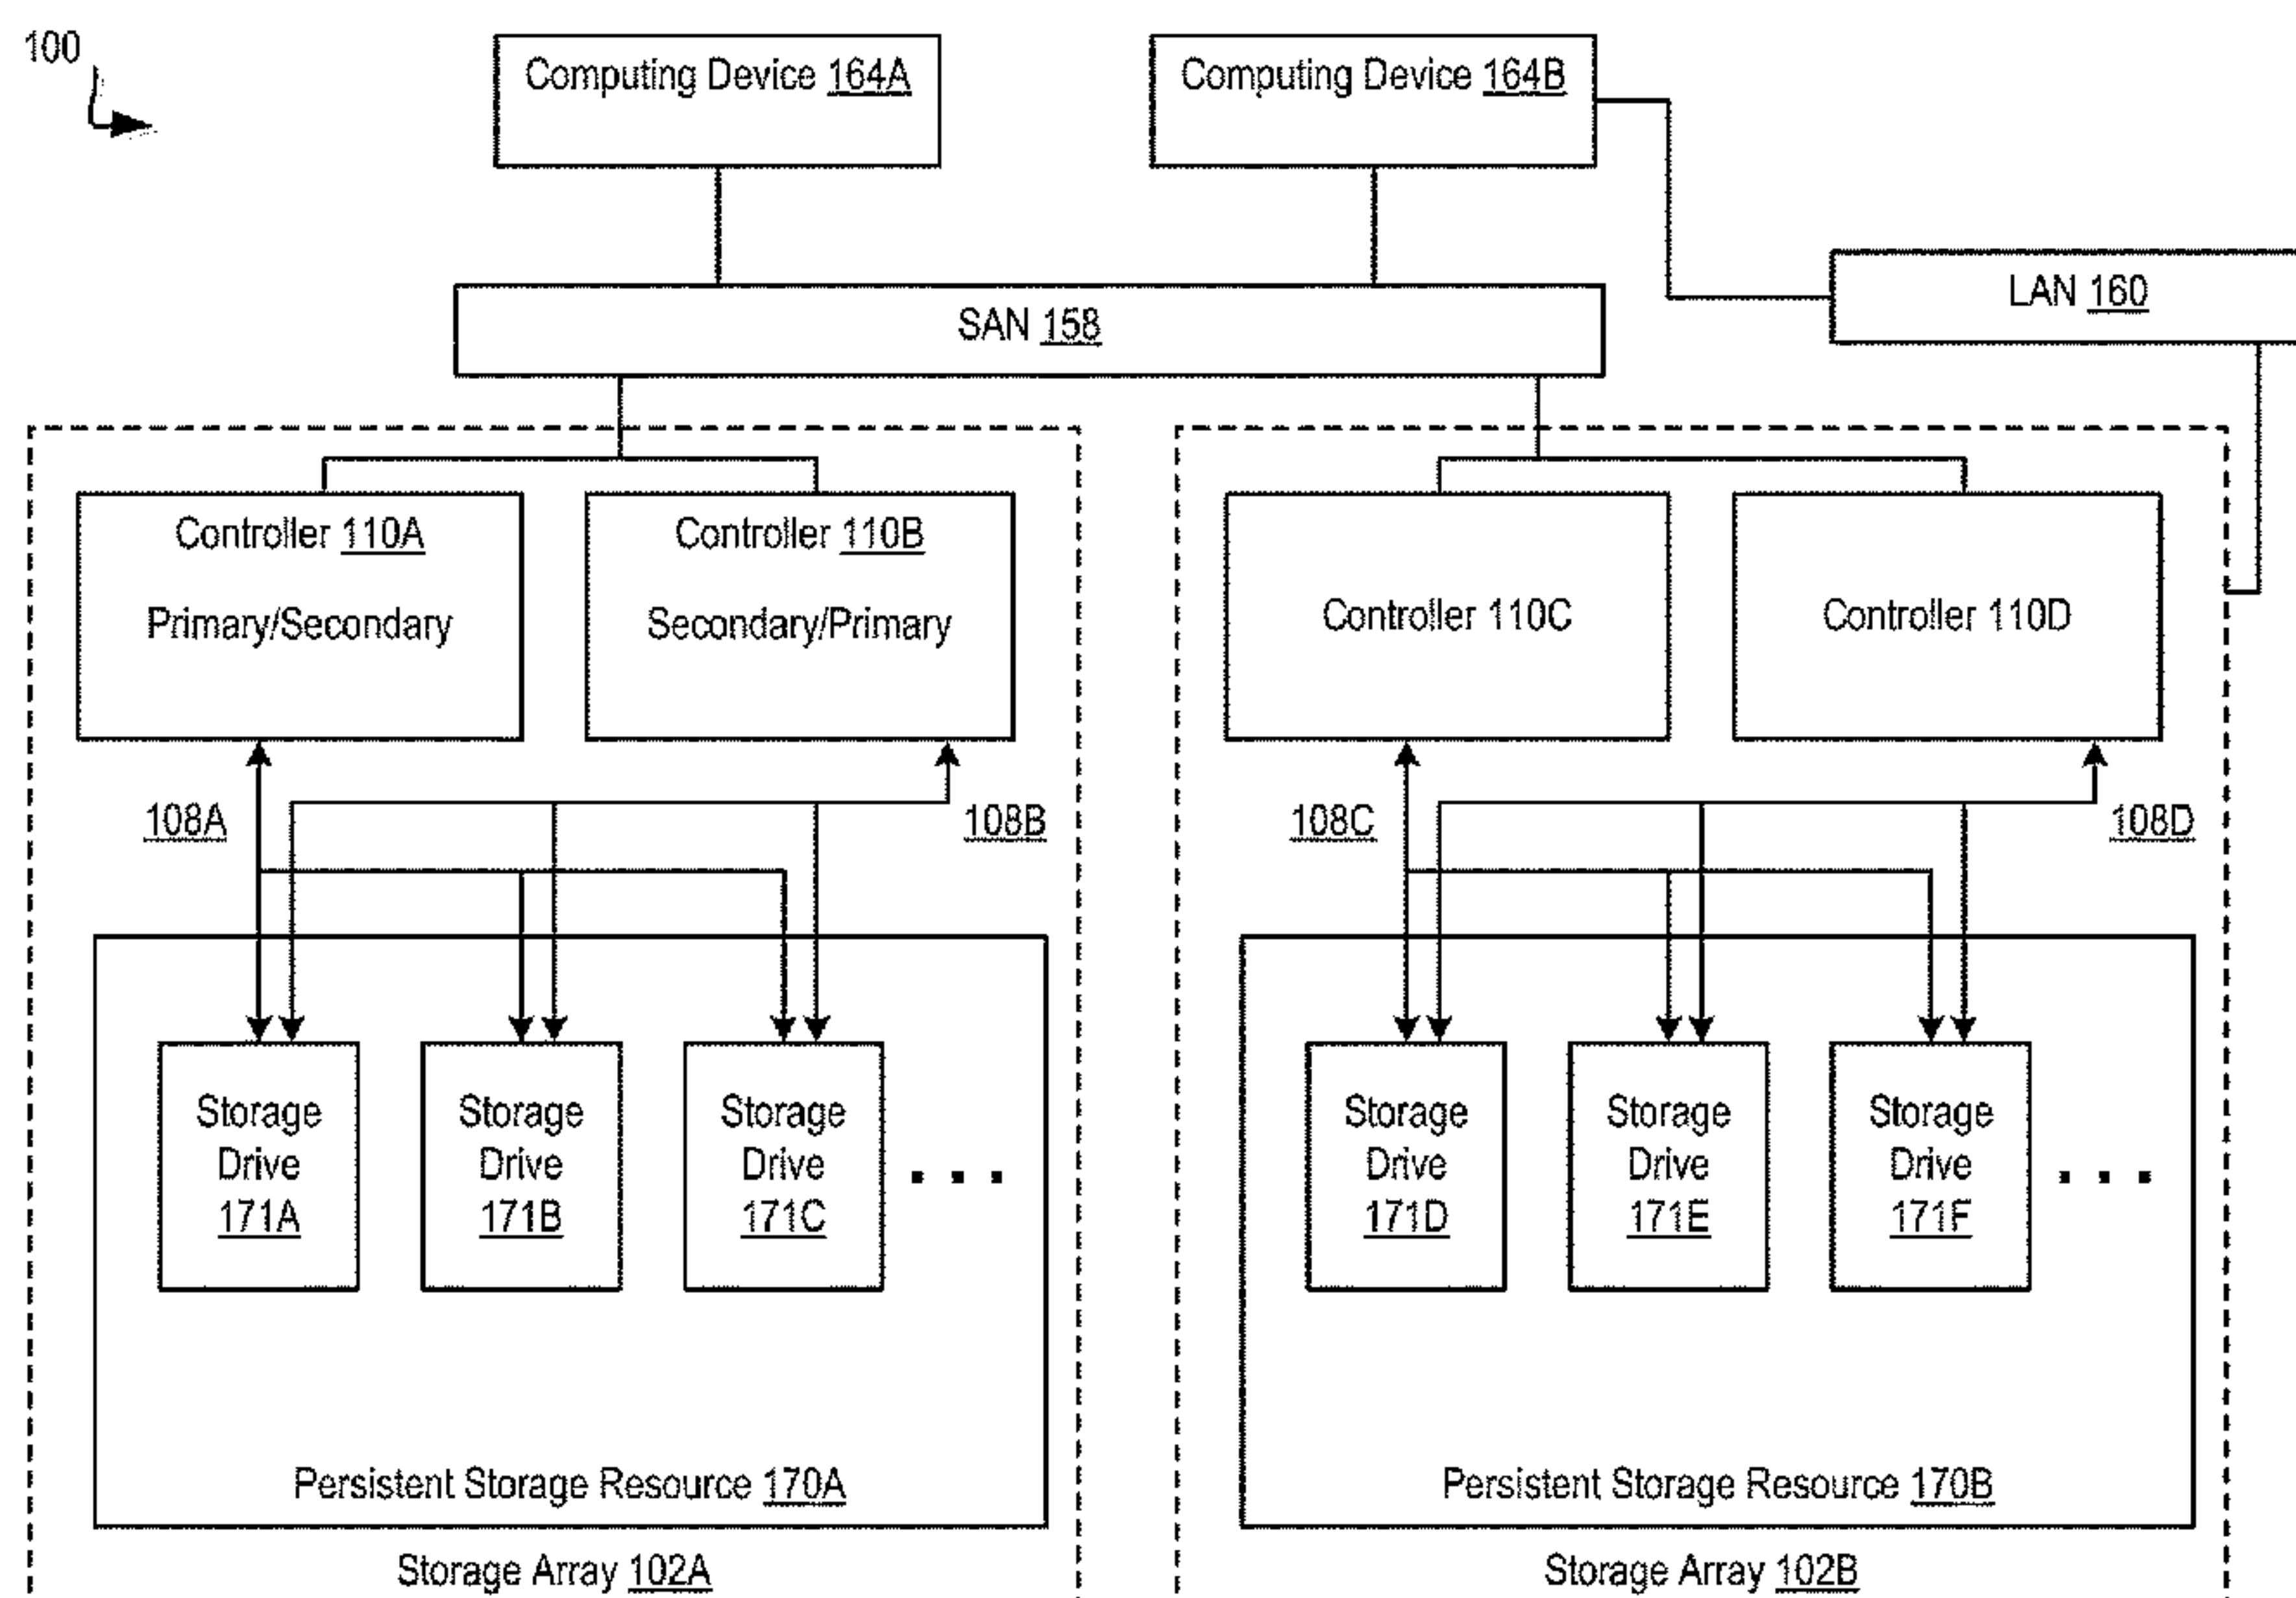 100
Computing Device 164A
Computing Device 164B
LAN 160
SAN 158
Controller 110A
Primary/Secondary
Controller 110B
Secondary/Primary
Controller 110C
Controller 110D
108A
108B
108C
108D
Storage
Drive
171A
Storage
Drive
171B
Storage
Drive
171C
. . .
Storage
Drive
171D
Storage
Drive
171E
Storage
Drive
171F
. . .
Persistent Storage Resource 170A
Persistent Storage Resource 170B
Storage Array 102A
Storage Array 102B